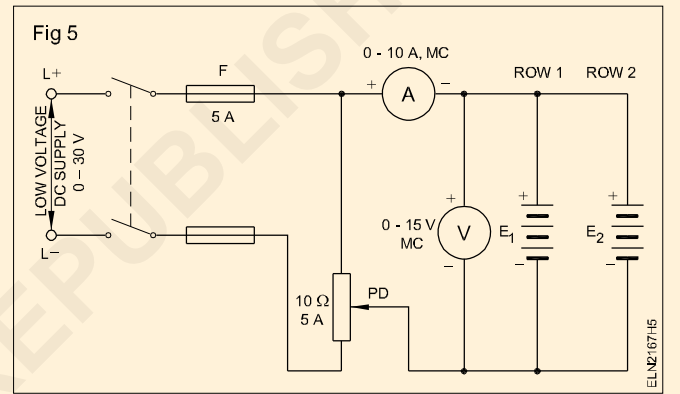 Fig 5
0 - 10 A, MC
L+
F
+
A
–
ROW 1
ROW 2
5 A
LOW VOLTAGE
DC SUPPLY
0 – 30 V
+
+
+
0 - 15 V
MC
V
E1
E2
–
–
–
L–
10 Ω
5 A
PD
ELN2167H5
REPUBLISH